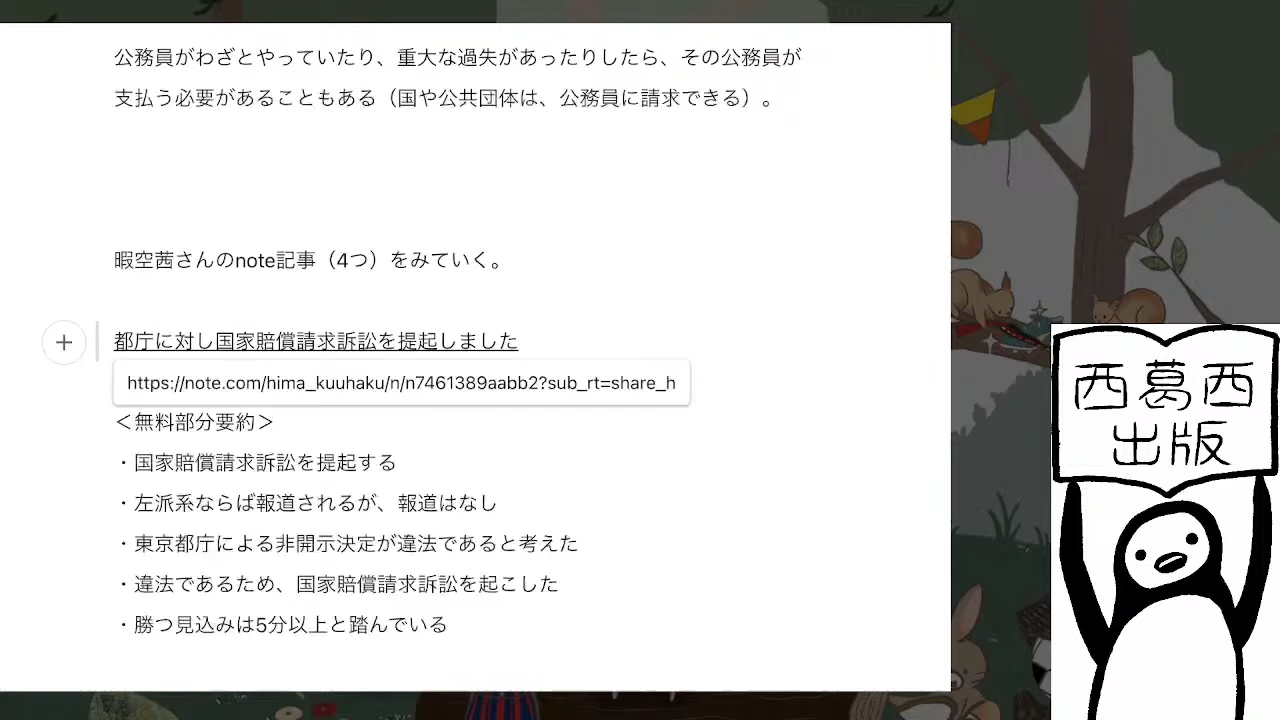 公務員がわざとやっていたり、重大な過失があったりしたら、その公務員が
支払う必要があることもある（国や公共団体は、公務員に請求できる）。
暇空茜さんのnote記事（4つ）をみていく。
都庁に対し国家賠償請求訴訟を提起しました
https://note.com/hima_kuuhaku/n/n7461389aabb2?sub_rt=share_h
＜無料部分要約＞
・国家賠償請求訴訟を提起する
・左派系ならば報道されるが、報道はなし
・東京都庁による非開示決定が違法であると考えた
・違法であるため、国家賠償請求訴訟を起こした
・勝つ見込みは5分以上と踏んでいる
西葛西
出版